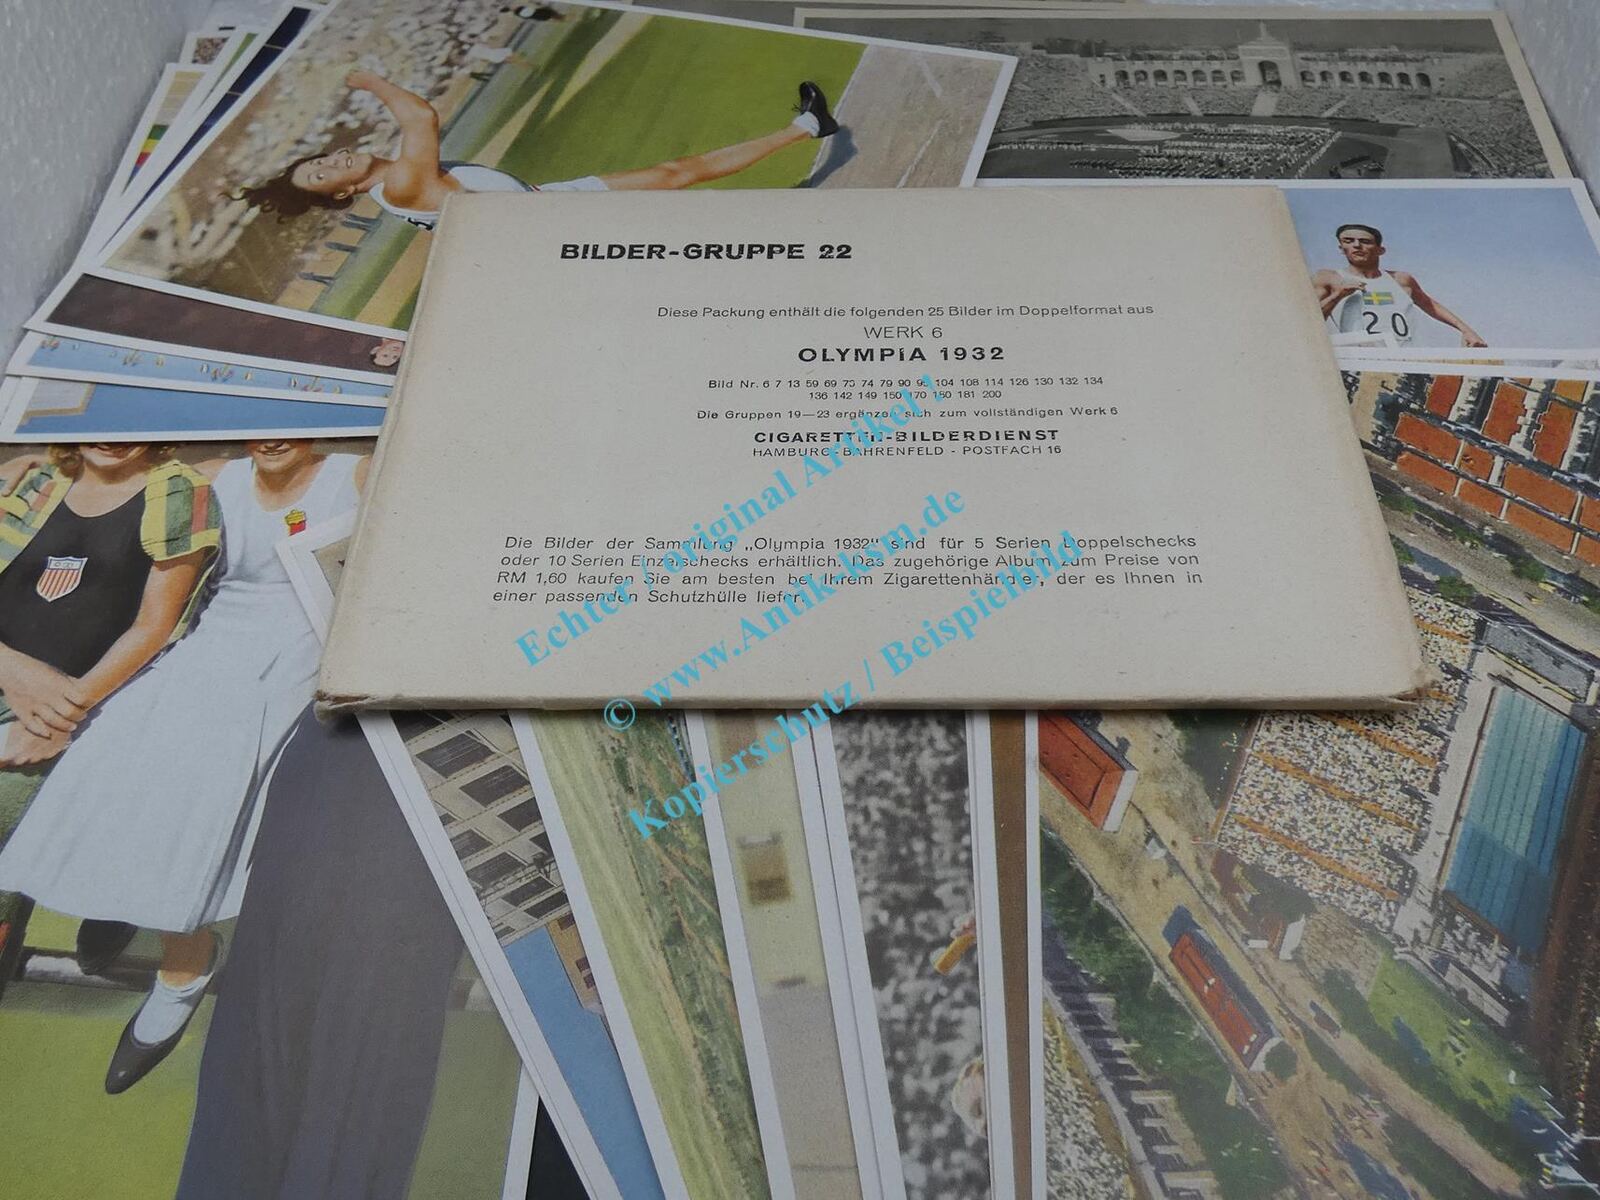 BILDER-GRUPPE 22
Diese Packung enthält die folgenden 25 Bilder im Doppelformat aus
WERK 6
OLYMPIA 1932
Bild Nr. 6 7 13 59 69 73 74 79 90 95 104 108 114 126 130 132 134
136 142 149 150 170 180 181 200
Die Gruppen 19—23 ergänzen sich zum vollständigen Werk 6
CIGARETTEN-BILDERDIENST
HAMBURG-BAHRENFELD - POSTFACH 16
Die Bilder der Sammlung „Olympia 1932" sind für 5 Serien Doppelschecks
oder 10 Serien Einzelschecks erhältlich. Das zugehörige Album zum Preise von
RM 1,60 kaufen Sie am besten bei Ihrem Zigarettenhändler, der es Ihnen in
einer passenden Schutzhülle liefert.
Echter / original Artikel !
© www.Antik-ksm.de
Kopierschutz / Beispielbild
20